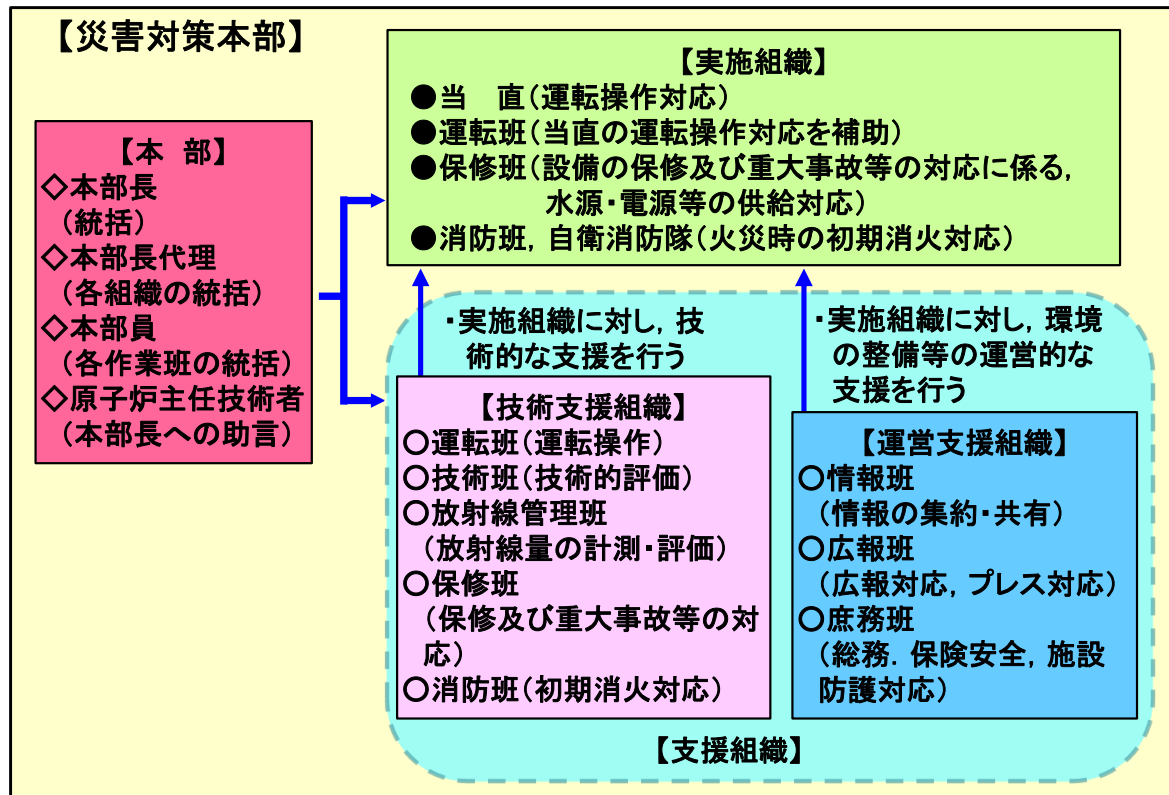 【災害対策本部】
【本　部】
◇本部長
（統括）
◇本部長代理
（各組織の統括）
◇本部員
（各作業班の統括）
◇原子炉主任技術者
（本部長への助言）
【実施組織】
●当　直（運転操作対応）
●運転班（当直の運転操作対応を補助）
●保修班（設備の保修及び重大事故等の対応に係る，
水源・電源等の供給対応）
●消防班，自衛消防隊（火災時の初期消火対応）
・実施組織に対し，技
術的な支援を行う
・実施組織に対し，環境
の整備等の運営的な
支援を行う
【技術支援組織】
○運転班（運転操作）
○技術班（技術的評価）
○放射線管理班
（放射線量の計測・評価）
○保修班
（保修及び重大事故等の対
応）
○消防班（初期消火対応）
【運営支援組織】
○情報班
（情報の集約・共有）
○広報班
（広報対応，プレス対応）
○庶務班
（総務．保険安全，施設
防護対応）
【支援組織】